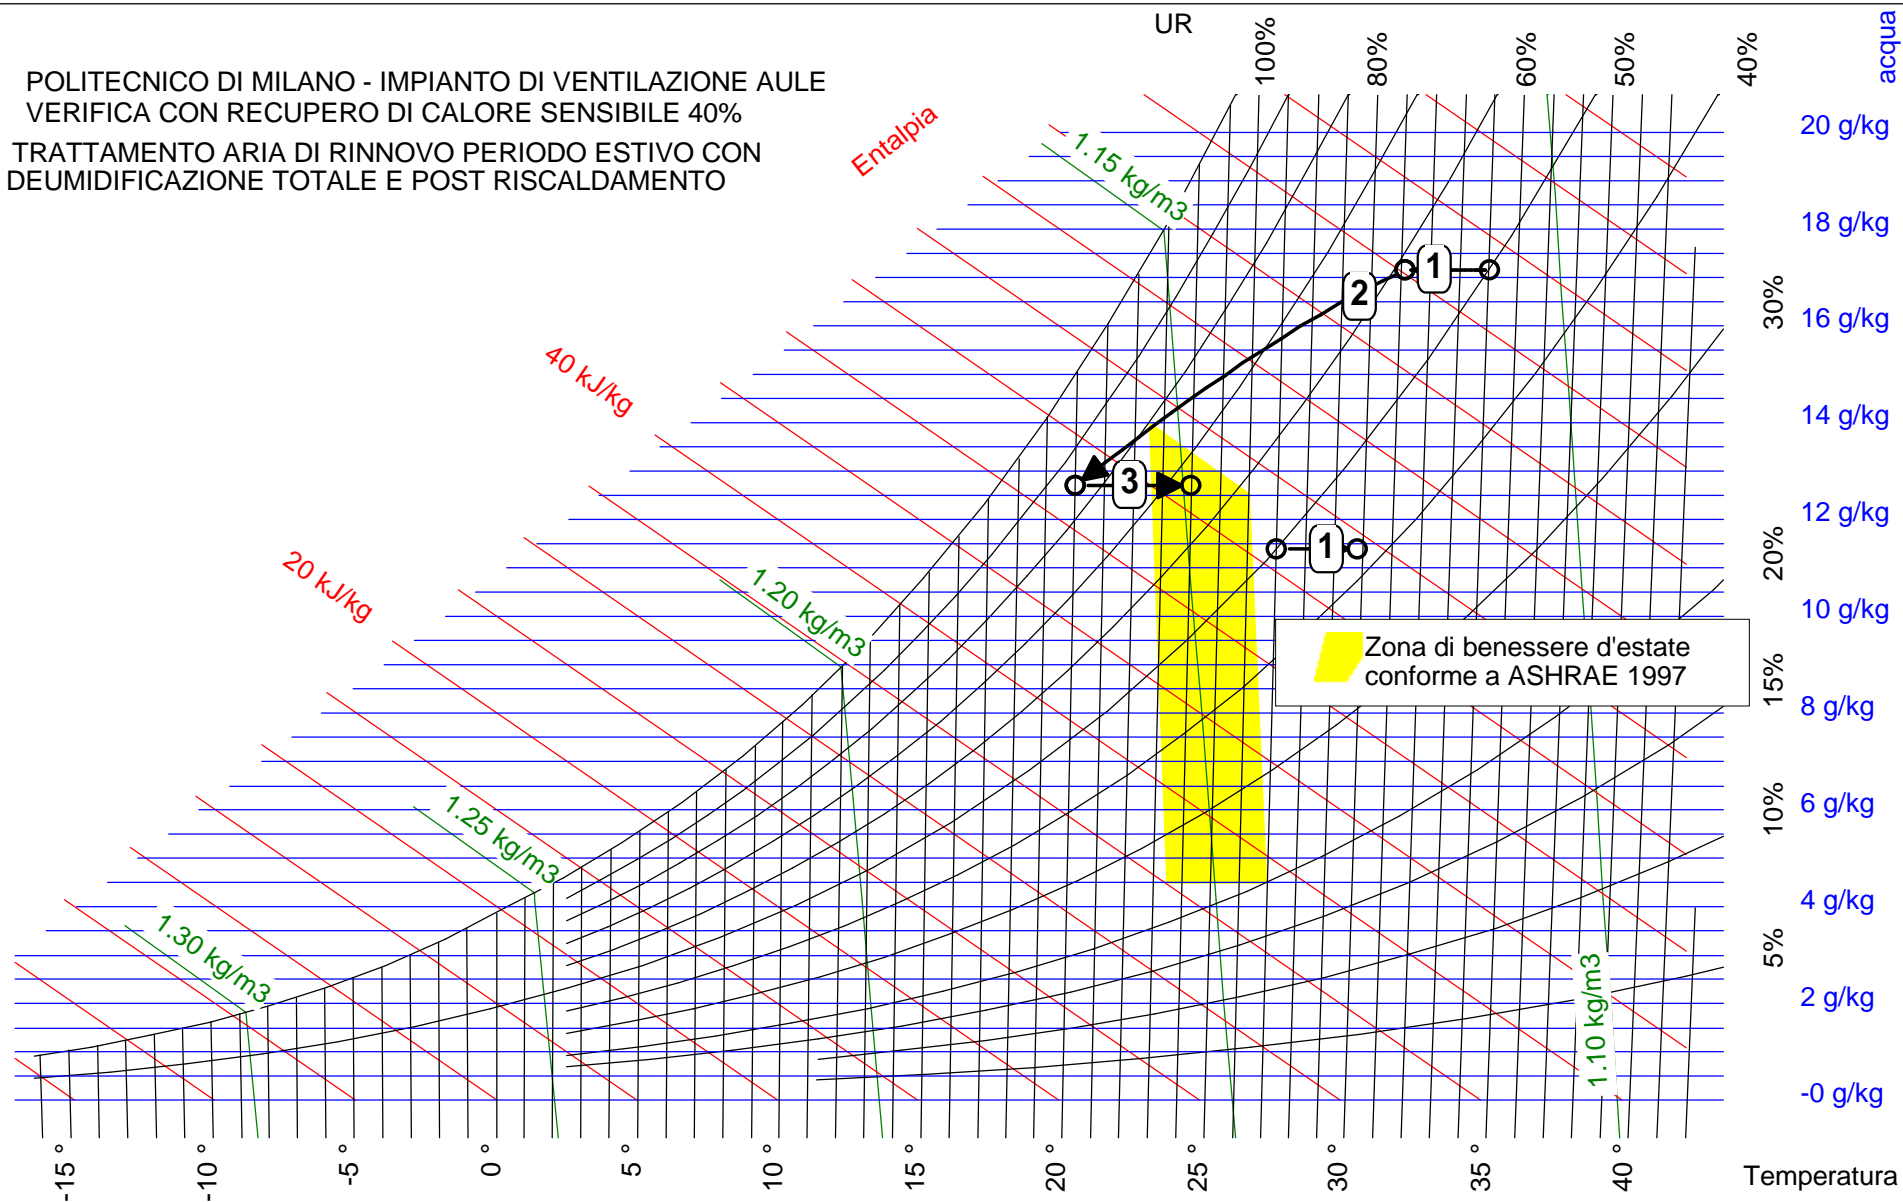 UR
acqua
POLITECNICO DI MILANO - IMPIANTO DI VENTILAZIONE AULE
VERIFICA CON RECUPERO DI CALORE SENSIBILE 40%
TRATTAMENTO ARIA DI RINNOVO PERIODO ESTIVO CON
DEUMIDIFICAZIONE TOTALE E POST RISCALDAMENTO
100%
80%
60%
50%
40%
30%
20%
15%
10%
5%
Entalpia
40 kJ/kg
20 kJ/kg
1.15 kg/m3
1.20 kg/m3
1.25 kg/m3
1.30 kg/m3
1.10 kg/m3
1
2
3
1
Zona di benessere d'estate
conforme a ASHRAE 1997
20 g/kg
18 g/kg
16 g/kg
14 g/kg
12 g/kg
10 g/kg
8 g/kg
6 g/kg
4 g/kg
2 g/kg
-0 g/kg
-15 °
-10 °
-5 °
0 °
5 °
10 °
15 °
20 °
25 °
30 °
35 °
40 °
Temperatura